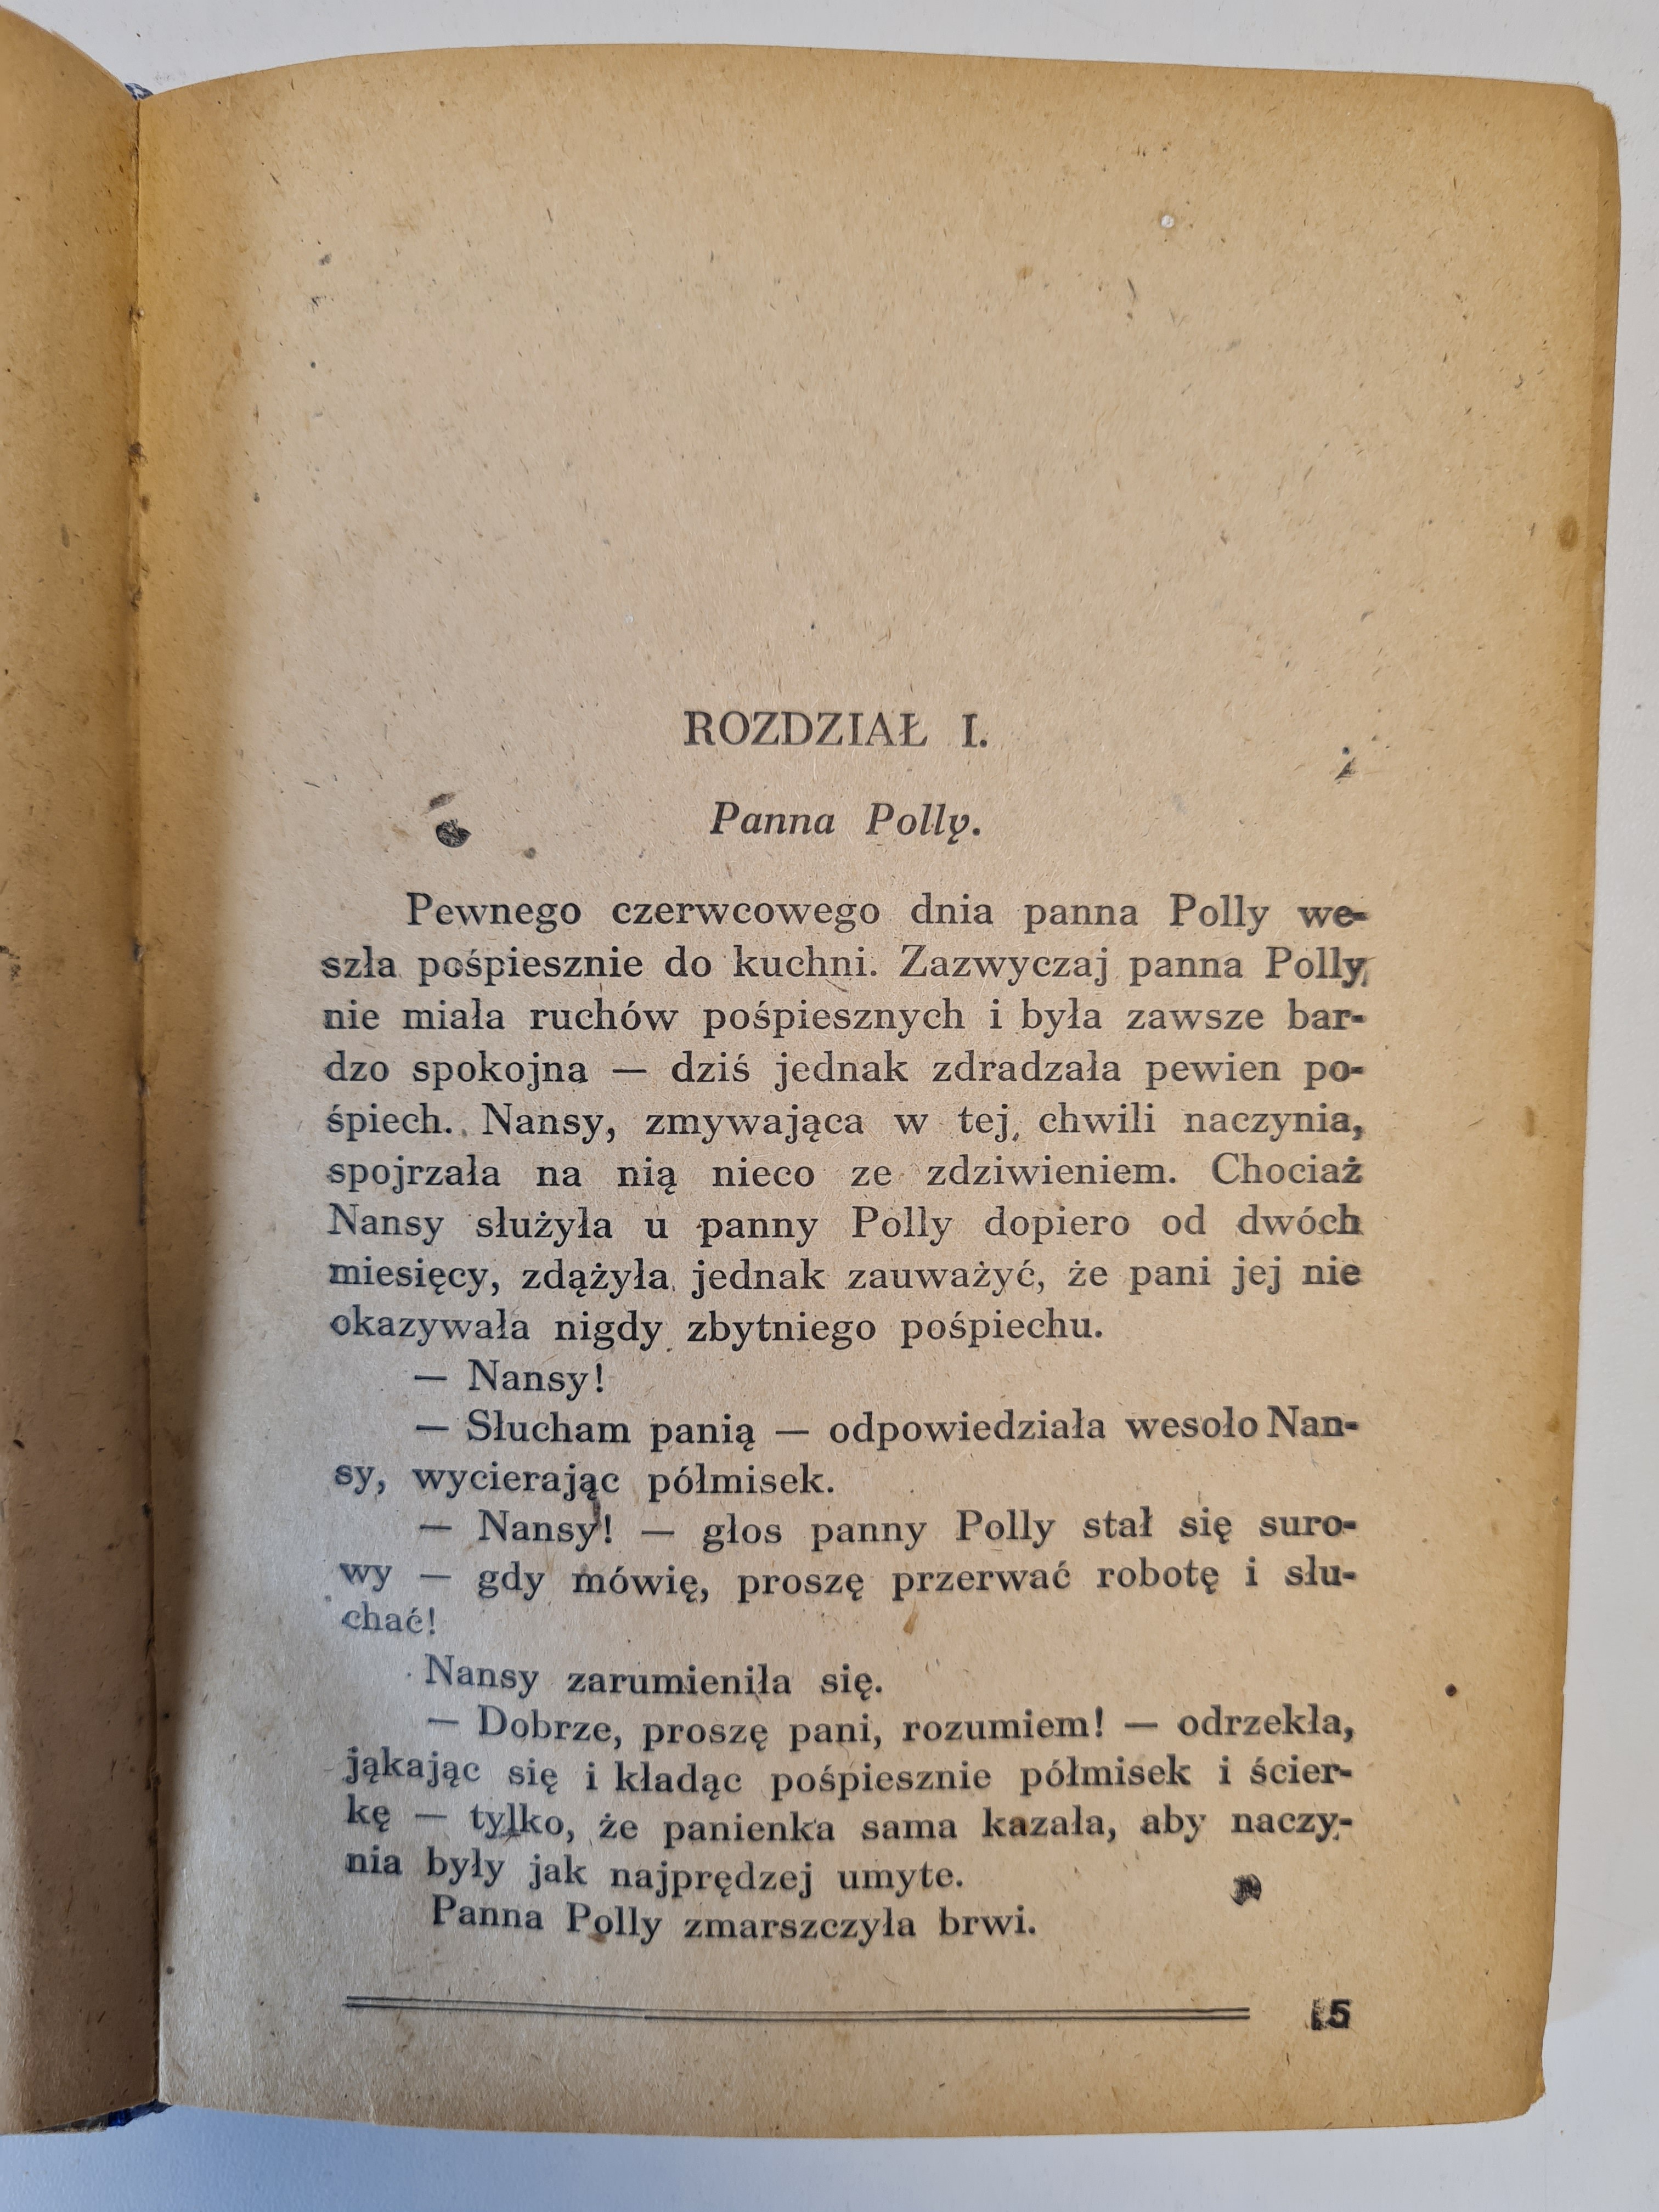 ROZDZIAŁ I.
Panna Polly.
Pewnego czerwcowego dnia panna Polly we-
szła pośpiesznie do kuchni. Zazwyczaj panna Polly
nie miała ruchów pośpiesznych i była zawsze bar-
dzo spokojna — dziś jednak zdradzała pewien po-
śpiech. Nansy, zmywająca w tej chwili naczynia,
spojrzała na nią nieco ze zdziwieniem. Chociaż
Nansy służyła u panny Polly dopiero od dwóch
miesięcy, zdążyła jednak zauważyć, że pani jej nie
okazywała nigdy zbytniego pośpiechu.
— Nansy!
— Słucham panią — odpowiedziała wesoło Nan-
sy, wycierając półmisek.
— Nansy! — głos panny Polly stał się suro-
wy — gdy mówię, proszę przerwać robotę i słu-
chać!
Nansy zarumieniła się.
— Dobrze, proszę pani, rozumiem! — odrzekła,
jąkając się i kładąc pośpiesznie półmisek i ścier-
kę — tylko, że panienka sama kazała, aby naczy-
nia były jak najprędzej umyte.
Panna Polly zmarszczyła brwi.
5